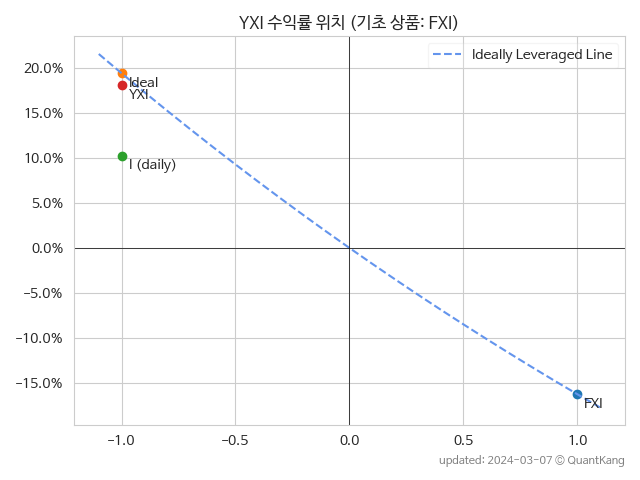 YXI 수익률 위치 (기초 상품: FXI)
Ideally Leveraged Line
20.0%
15.0%
10.0%
5.0%
0.0%
−5.0%
−10.0%
−15.0%
Ideal
YXI
I (daily)
FXI
−1.0
−0.5
0.0
0.5
1.0
updated: 2024-03-07 © QuantKang